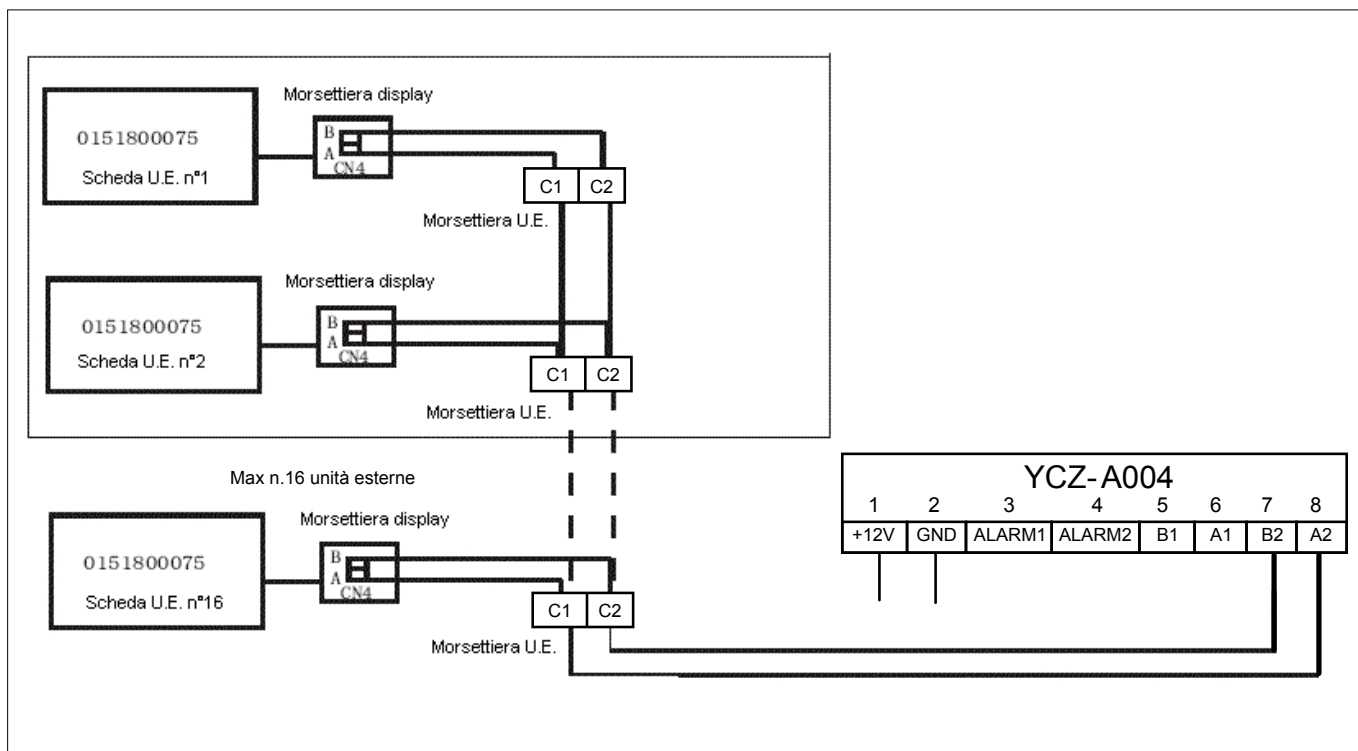 Morsettiera display
0151800075
Scheda U.E. n°1
B
A
CN4
C1 C2
Morsettiera U.E.
Morsettiera display
0151800075
Scheda U.E. n°2
B
A
CN4
C1 C2
Morsettiera U.E.
Max n.16 unità esterne
Morsettiera display
0151800075
Scheda U.E. n°16
B
A
CN4
C1 C2
Morsettiera U.E.
YCZ-A004
1 2 3 4 5 6 7 8
+12V GND ALARM1 ALARM2 B1 A1 B2 A2